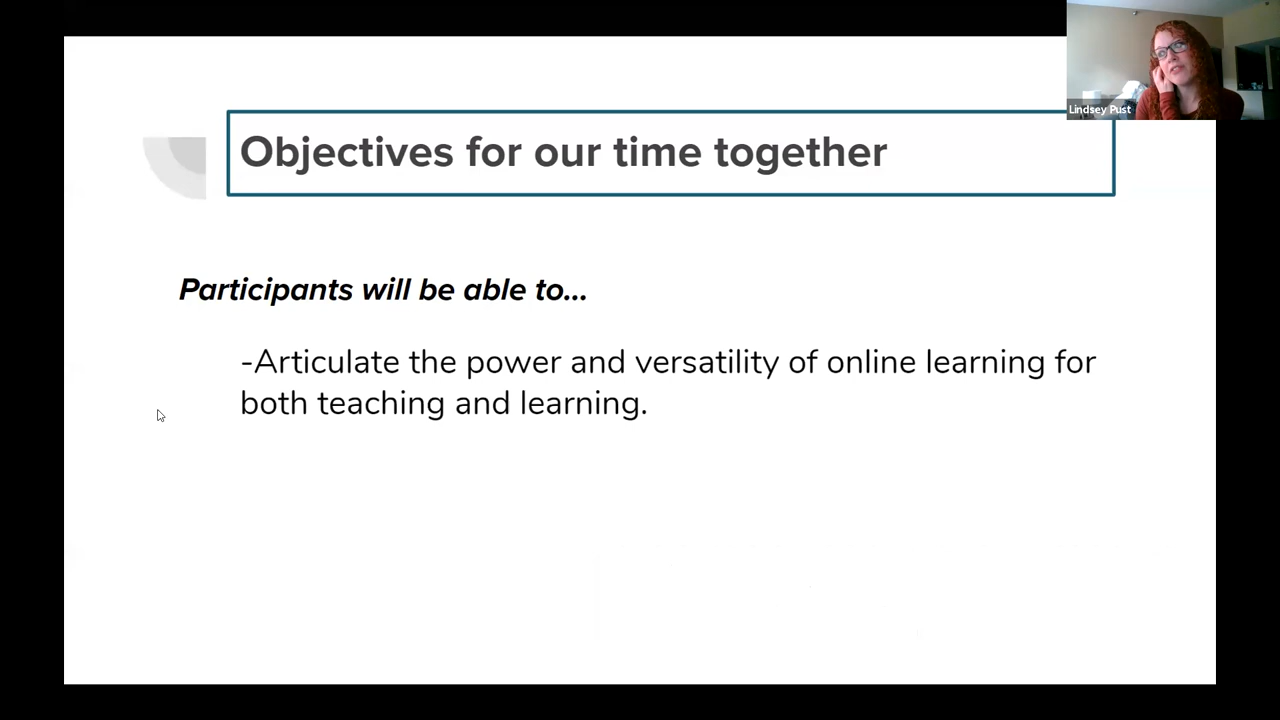 Lindsey Pust
Objectives for our time together
Participants will be able to...
-Articulate the power and versatility of online learning for
both teaching and learning.